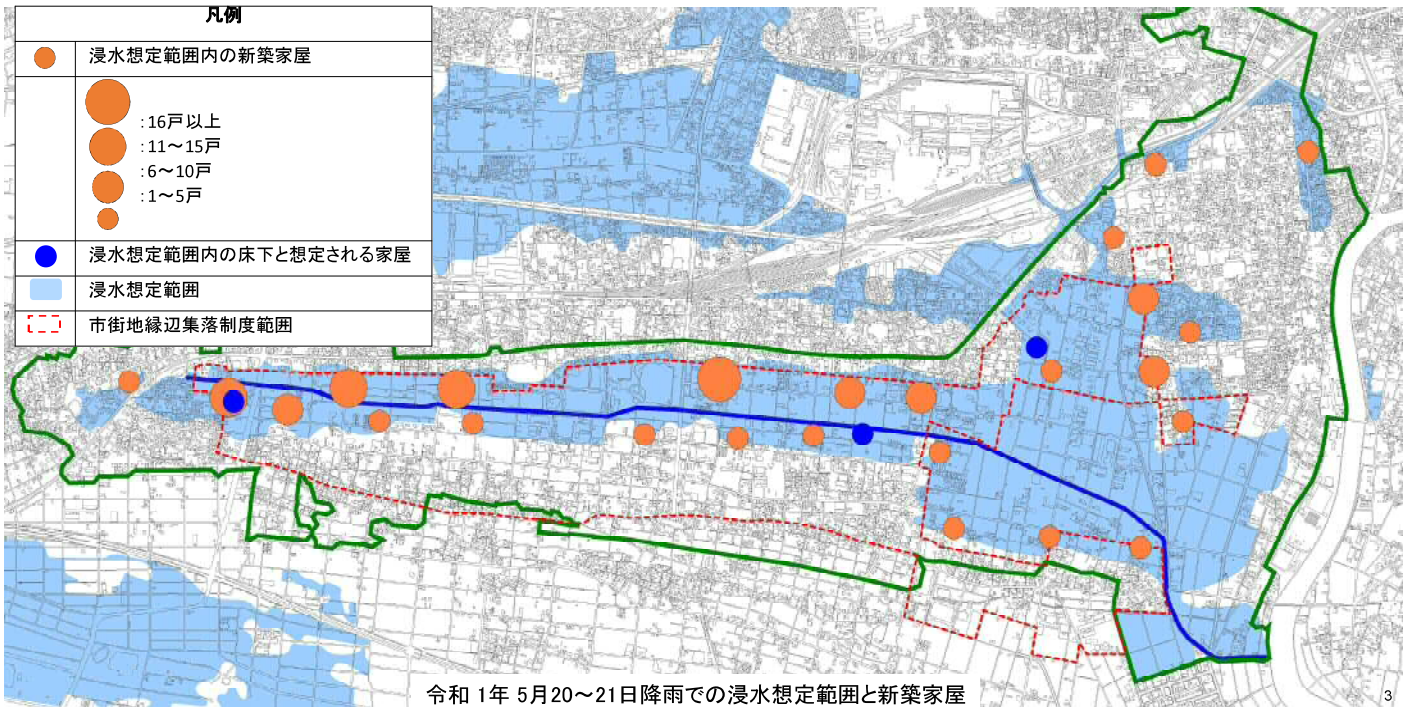 凡例
浸水想定範囲内の新築家屋
:16戸以上
:11～15戸
:6～10戸
:1～5戸
浸水想定範囲内の床下と想定される家屋
浸水想定範囲
市街地縁辺集落制度範囲
令和 1年 5月20～21日降雨での浸水想定範囲と新築家屋
3